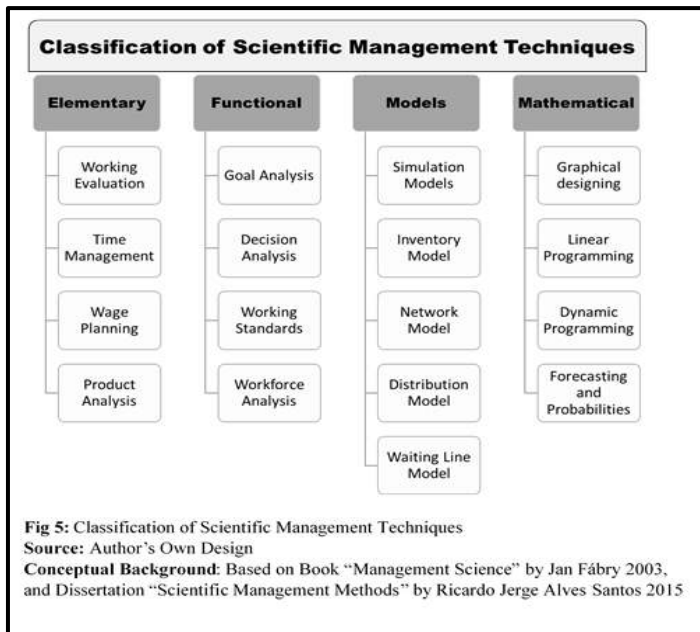 Classification of Scientific Management Techniques
Elementary
Working
Evaluation
Time
Management
Wage
Planning
Product
Analysis
Functional
Goal Analysis
Decision
Analysis
Working
Standards
Workforce
Analysis
Models
Simulation
Models
Inventory
Model
Network
Model
Distribution
Model
Waiting Line
Model
Mathematical
Graphical
designing
Linear
Programming
Dynamic
Programming
Forecasting
and
Probabilities
Fig 5: Classification of Scientific Management Techniques
Source: Author's Own Design
Conceptual Background: Based on Book “Management Science” by Jan Fábry 2003,
and Dissertation “Scientific Management Methods” by Ricardo Jerge Alves Santos 2015